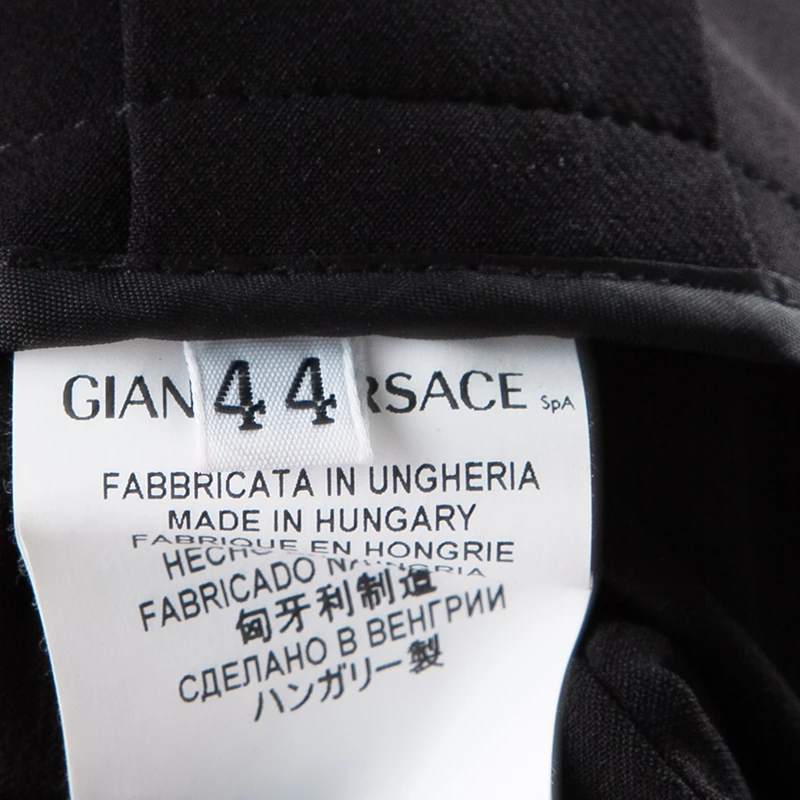 GIAN 44 RSACE SpA
FABBRICATA IN UNGHERIA
MADE IN HUNGARY
FABRIQUE EN HONGRIE
HECHO
FABRICADO
匈牙利制造
СДЕЛАНО В ВЕНГРИИ
ハンガリー製